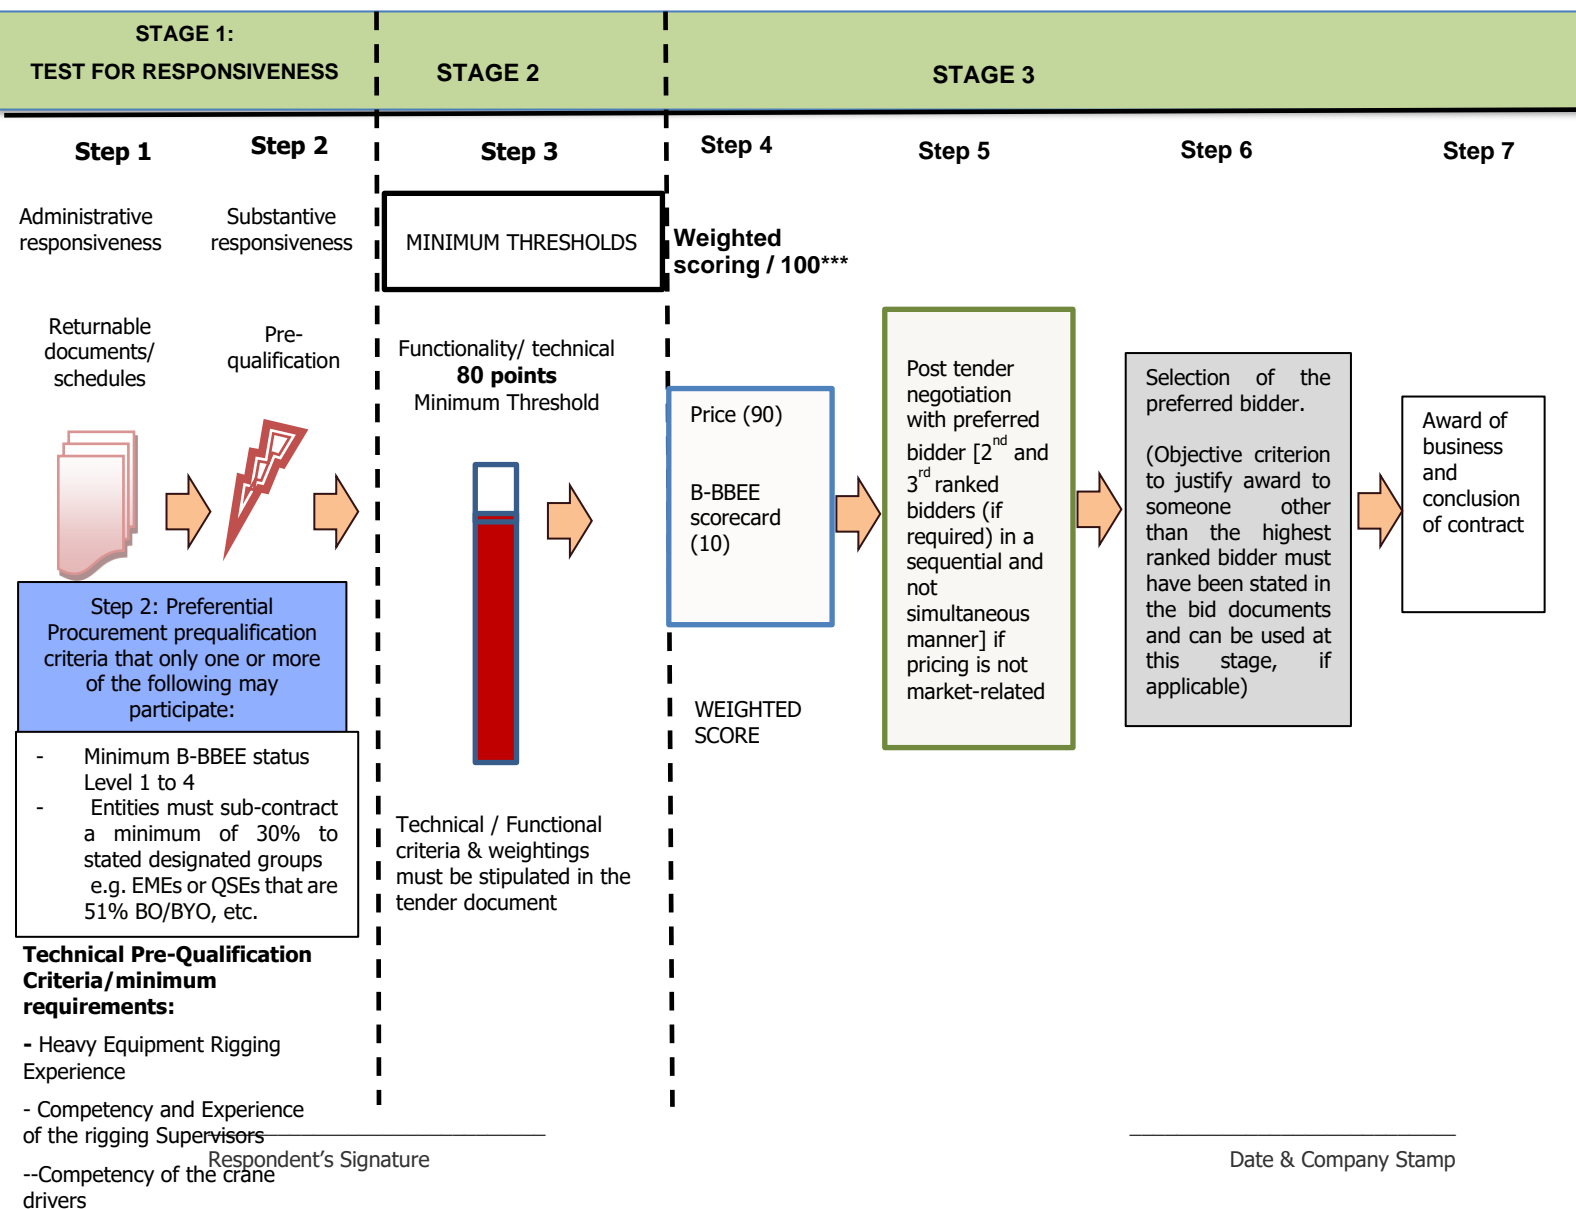 STAGE 1:
TEST FOR RESPONSIVENESS
STAGE 2
STAGE 3
Step 1
Step 2
Step 3
Step 4
Step 5
Step 6
Step 7
Administrative
responsiveness
Substantive
responsiveness
MINIMUM THRESHOLDS
Weighted
scoring / 100***
Returnable
documents/
schedules
Pre-
qualification
Functionality/ technical
80 points
Minimum Threshold
Price (90)
B-BBEE
scorecard
(10)
Post tender
negotiation
with preferred
bidder [2nd and
3rd ranked
bidders (if
required) in a
sequential and
not
simultaneous
manner] if
pricing is not
market-related
Selection of the
preferred bidder.
(Objective criterion
to justify award to
someone other
than the highest
ranked bidder must
have been stated in
the bid documents
and can be used at
this stage, if
applicable)
Award of
business
and
conclusion
of contract
Step 2: Preferential
Procurement prequalification
criteria that only one or more
of the following may
participate:
- Minimum B-BBEE status
Level 1 to 4
- Entities must sub-contract
a minimum of 30% to
stated designated groups
e.g. EMEs or QSEs that are
51% BO/BYO, etc.
WEIGHTED
SCORE
Technical / Functional
criteria & weightings
must be stipulated in the
tender document
Technical Pre-Qualification
Criteria/minimum
requirements:
- Heavy Equipment Rigging
Experience
- Competency and Experience
of the rigging Supervisors
--Competency of the crane
drivers
Respondent's Signature
Date & Company Stamp